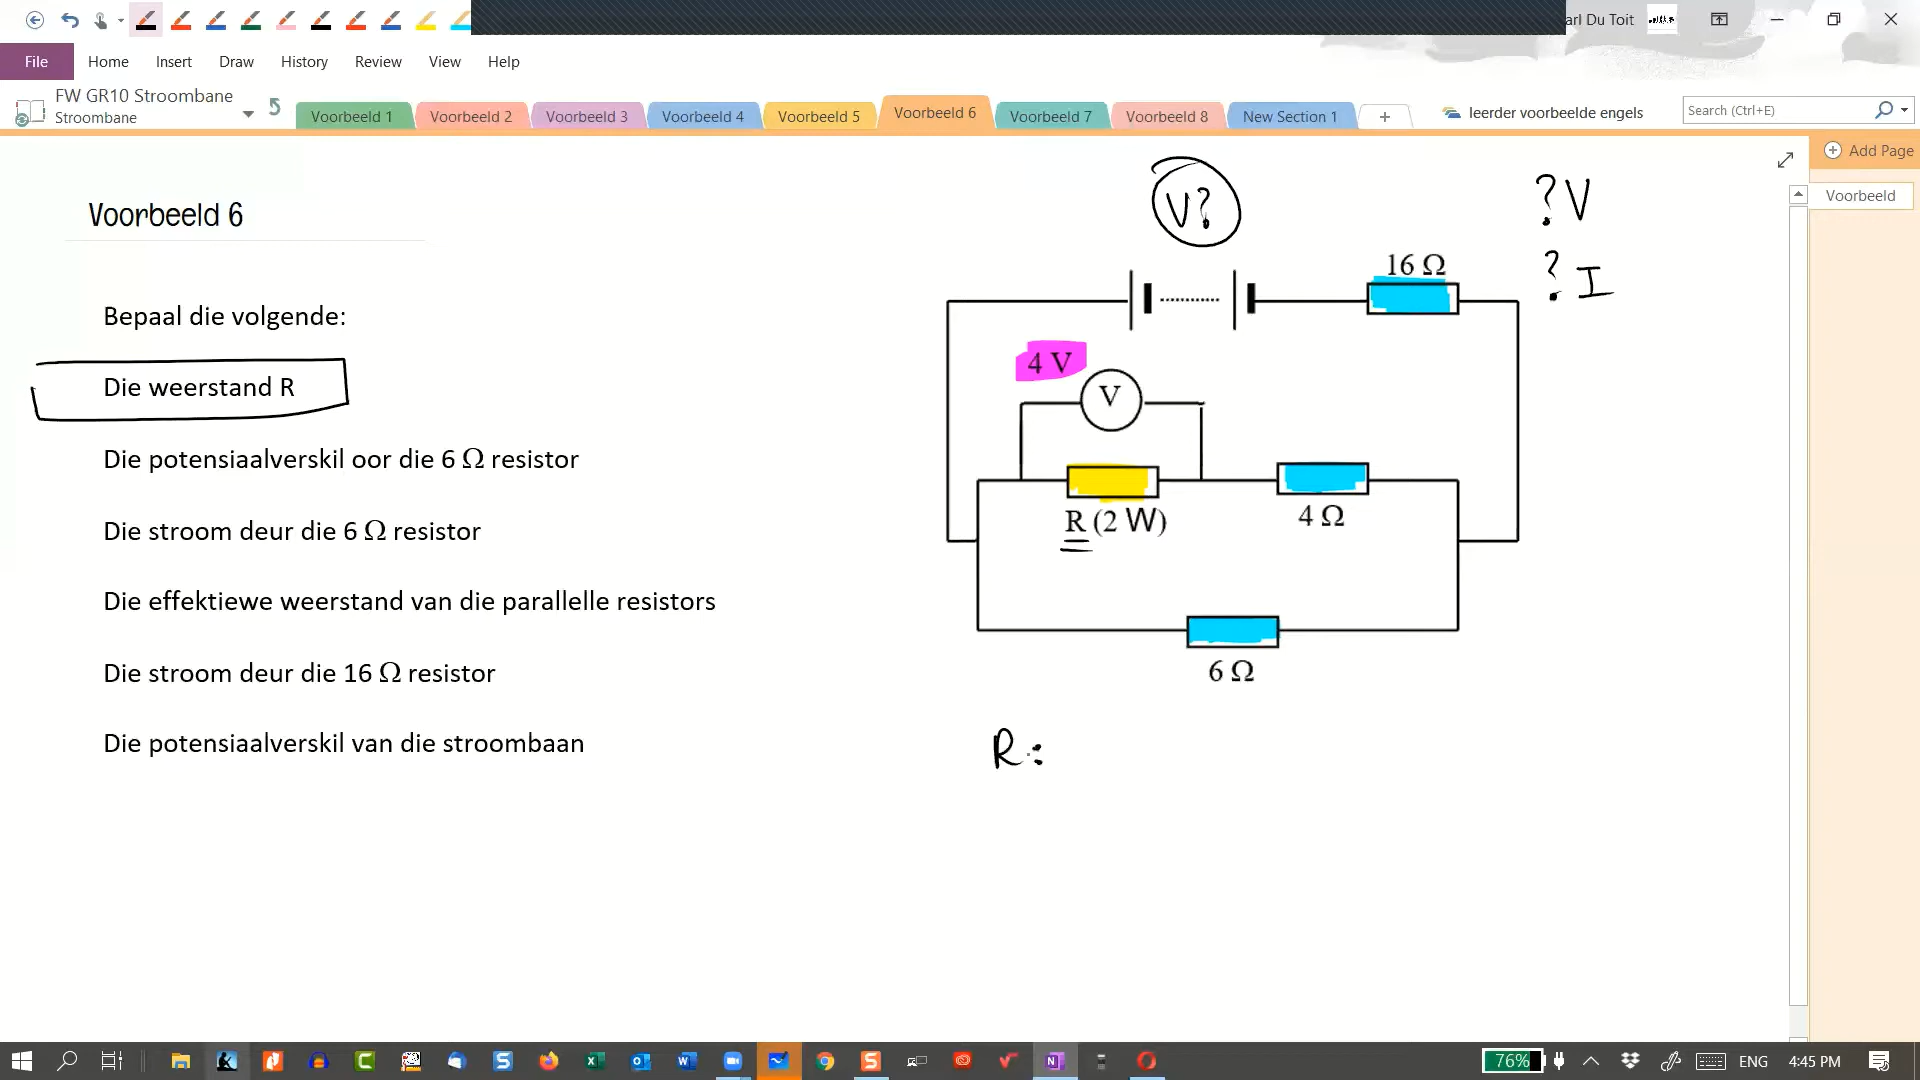 arl Du Toit
File Home Insert Draw History Review View Help
FW GR10 Stroombane
Stroombane
Voorbeeld 1 Voorbeeld 2 Voorbeeld 3 Voorbeeld 4 Voorbeeld 5 Voorbeeld 6 Voorbeeld 7 Voorbeeld 8 New Section 1 +
leerder voorbeelde engels
Search (Ctrl+E)
Add Page
Voorbeeld
Voorbeeld 6
Bepaal die volgende:
Die weerstand R
Die potensiaalverskil oor die 6 Ω resistor
Die stroom deur die 6 Ω resistor
Die effektiewe weerstand van die parallelle resistors
Die stroom deur die 16 Ω resistor
Die potensiaalverskil van die stroombaan
V?
? V
? I
16 Ω
4 V
V
R (2 W)
4 Ω
6 Ω
R:
76%
ENG
4:45 PM